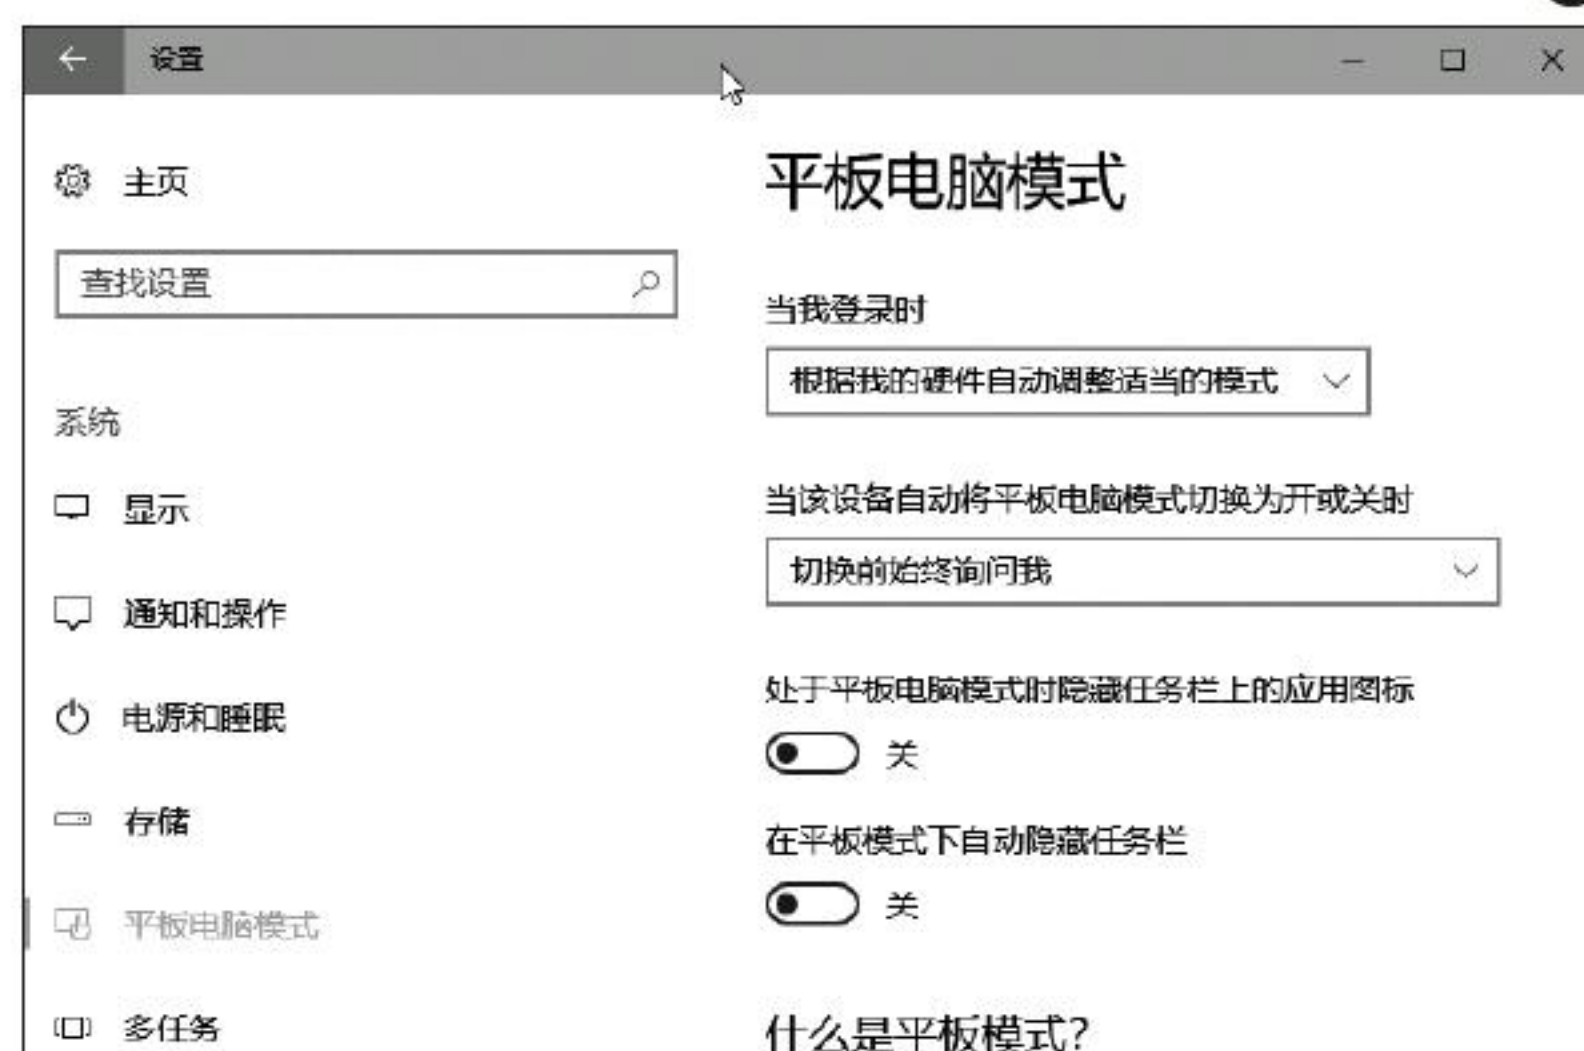 设置
主页
查找设置
系统
显示
通知和操作
电源和睡眠
存储
平板电脑模式
多任务
平板电脑模式
当我登录时
根据我的硬件自动调整适当的模式
当该设备自动将平板电脑模式切换为开或关时
切换前始终询问我
处于平板电脑模式时隐藏任务栏上的应用图标
关
在平板模式下自动隐藏任务栏
关
什么是平板模式?